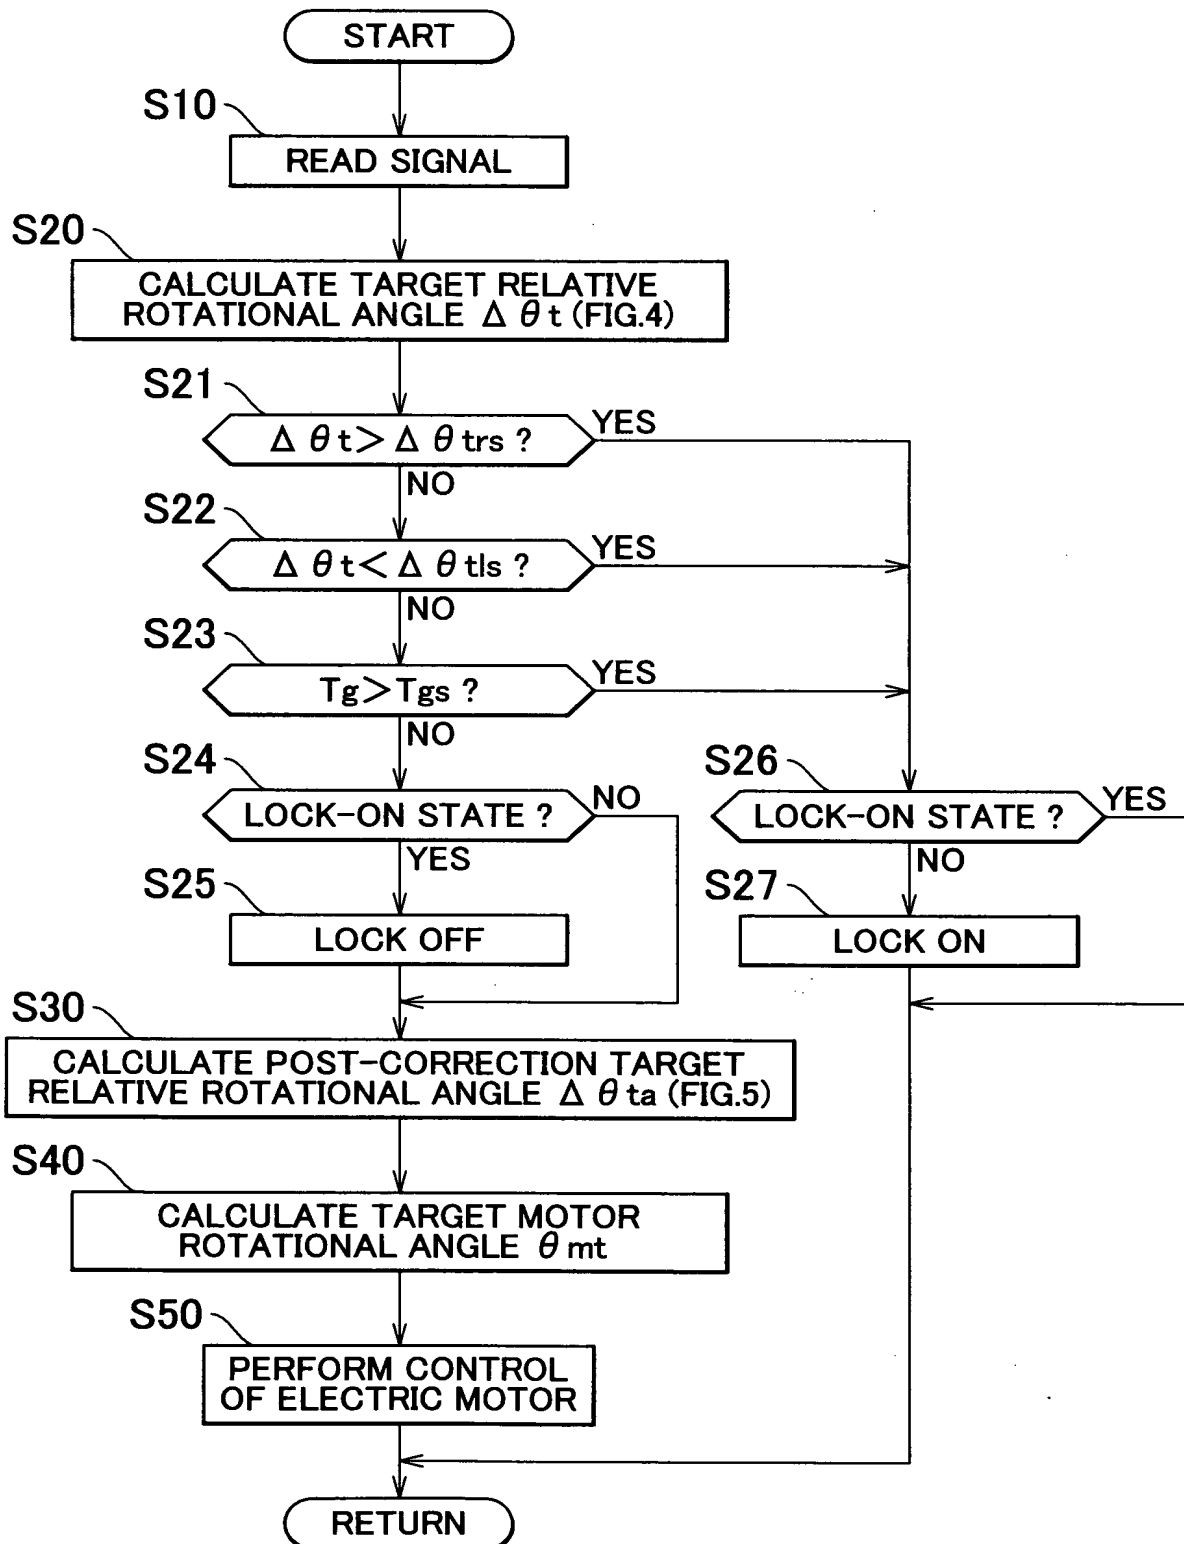 START
S10
READ SIGNAL
S20
CALCULATE TARGET RELATIVE
ROTATIONAL ANGLE Δ θ t (FIG.4)
S21
Δ θ t > Δ θ trs ?
YES
NO
S22
Δ θ t < Δ θ tls ?
YES
NO
S23
Tg > Tgs ?
YES
NO
S24
LOCK-ON STATE ?
NO
YES
S25
LOCK OFF
S26
LOCK-ON STATE ?
YES
NO
S27
LOCK ON
S30
CALCULATE POST-CORRECTION TARGET
RELATIVE ROTATIONAL ANGLE Δ θ ta (FIG.5)
S40
CALCULATE TARGET MOTOR
ROTATIONAL ANGLE θ mt
S50
PERFORM CONTROL
OF ELECTRIC MOTOR
RETURN